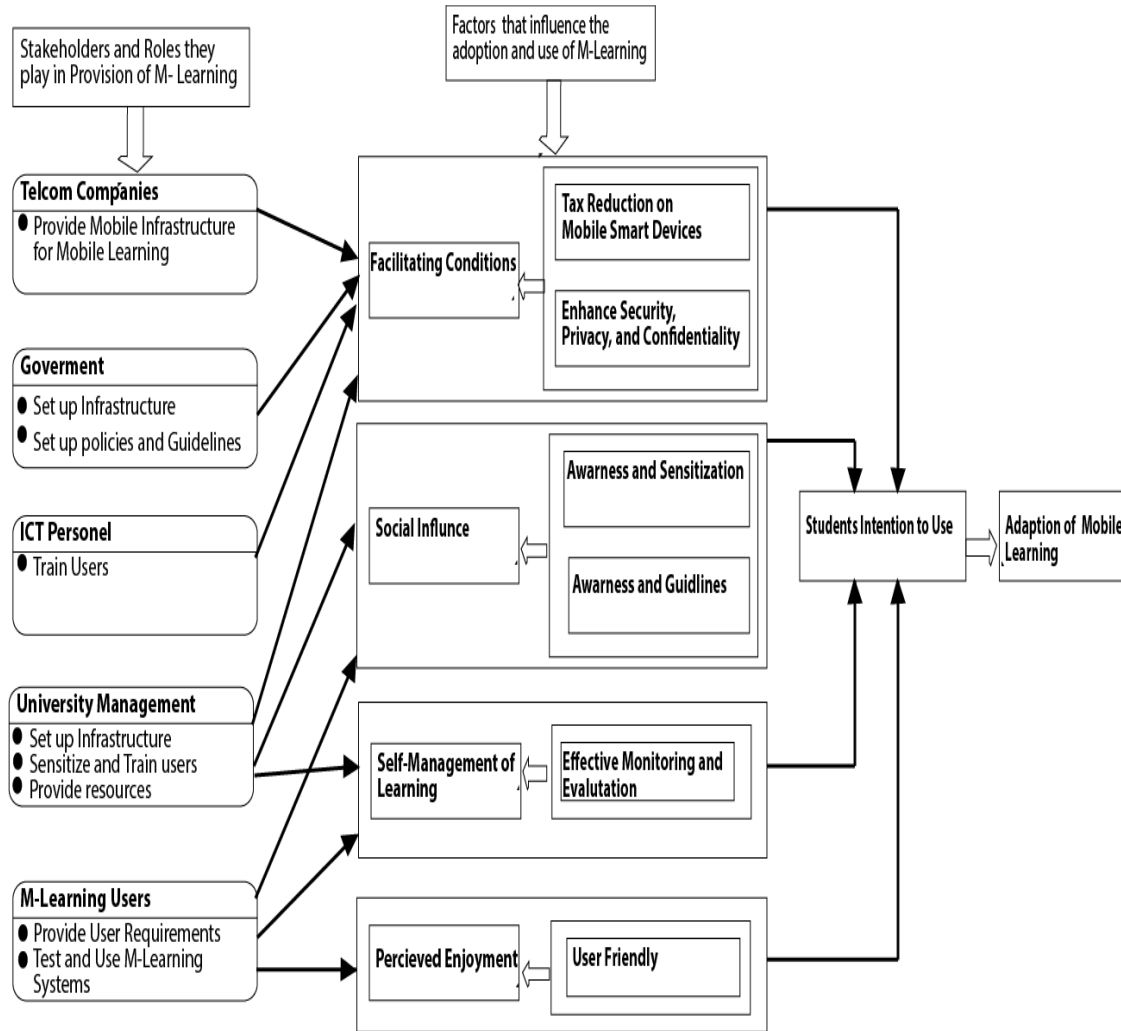 Stakeholders and Roles they
play in Provision of M- Learning
Factors that influence the
adoption and use of M-Learning
Telcom Companies
● Provide Mobile Infrastructure
for Mobile Learning
Goverment
● Set up Infrastructure
● Set up policies and Guidelines
ICT Personel
● Train Users
University Management
● Set up Infrastructure
● Sensitize and Train users
● Provide resources
M-Learning Users
● Provide User Requirements
● Test and Use M-Learning
Systems
Facilitating Conditions
Tax Reduction on
Mobile Smart Devices
Enhance Security,
Privacy, and Confidentiality
Social Influnce
Awarness and Sensitization
Awarness and Guidlines
Self-Management of
Learning
Effective Monitoring and
Evalutation
Percieved Enjoyment
User Friendly
Students Intention to Use
Adaption of Mobile
Learning